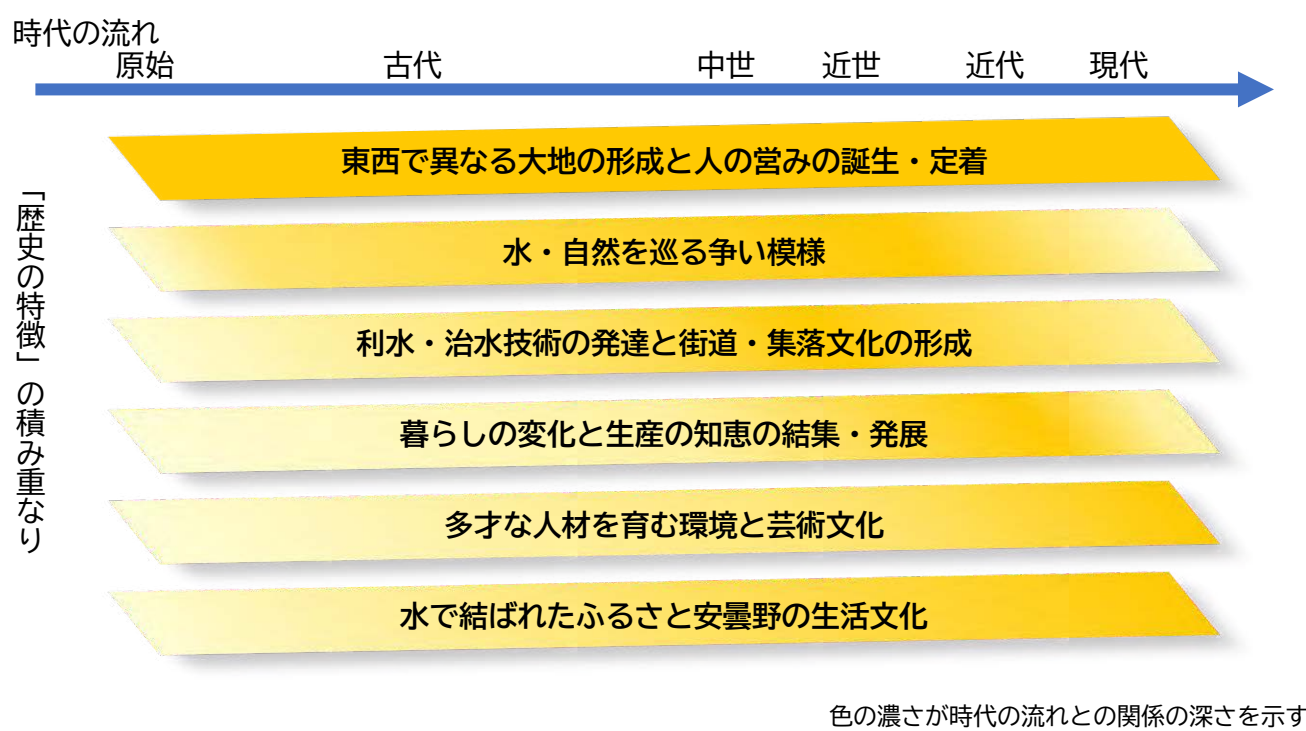 時代の流れ
原始 古代 中世 近世 近代 現代
「歴史の特徴」の積み重なり
東西で異なる大地の形成と人の営みの誕生・定着
水・自然を巡る争い模様
利水・治水技術の発達と街道・集落文化の形成
暮らしの変化と生産の知恵の結集・発展
多才な人材を育む環境と芸術文化
水で結ばれたふるさと安曇野の生活文化
色の濃さが時代の流れとの関係の深さを示す